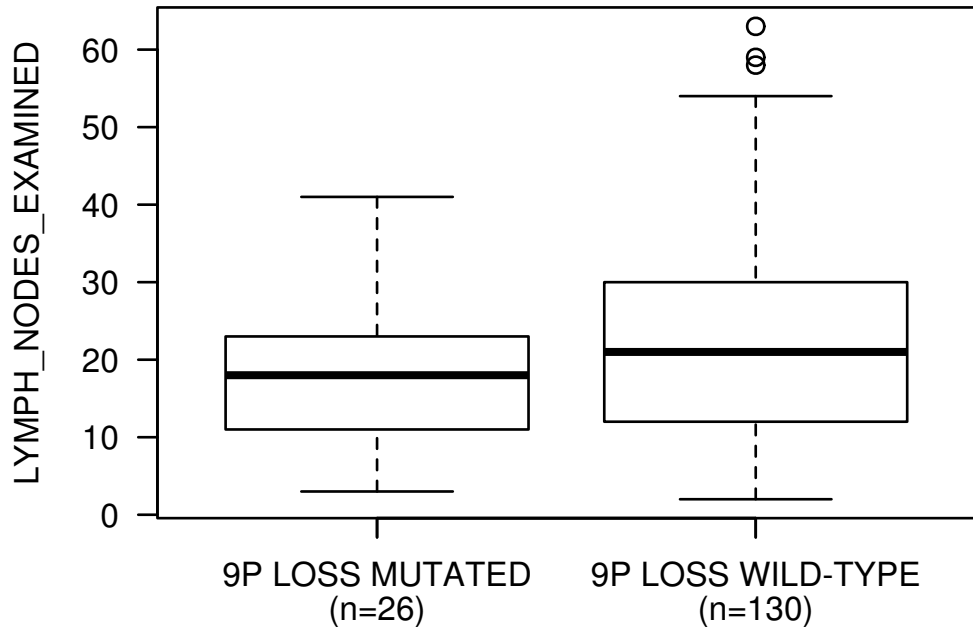 LYMPH_NODES_EXAMINED
60
50
40
30
20
10
0
9P LOSS MUTATED
(n=26)
9P LOSS WILD-TYPE
(n=130)